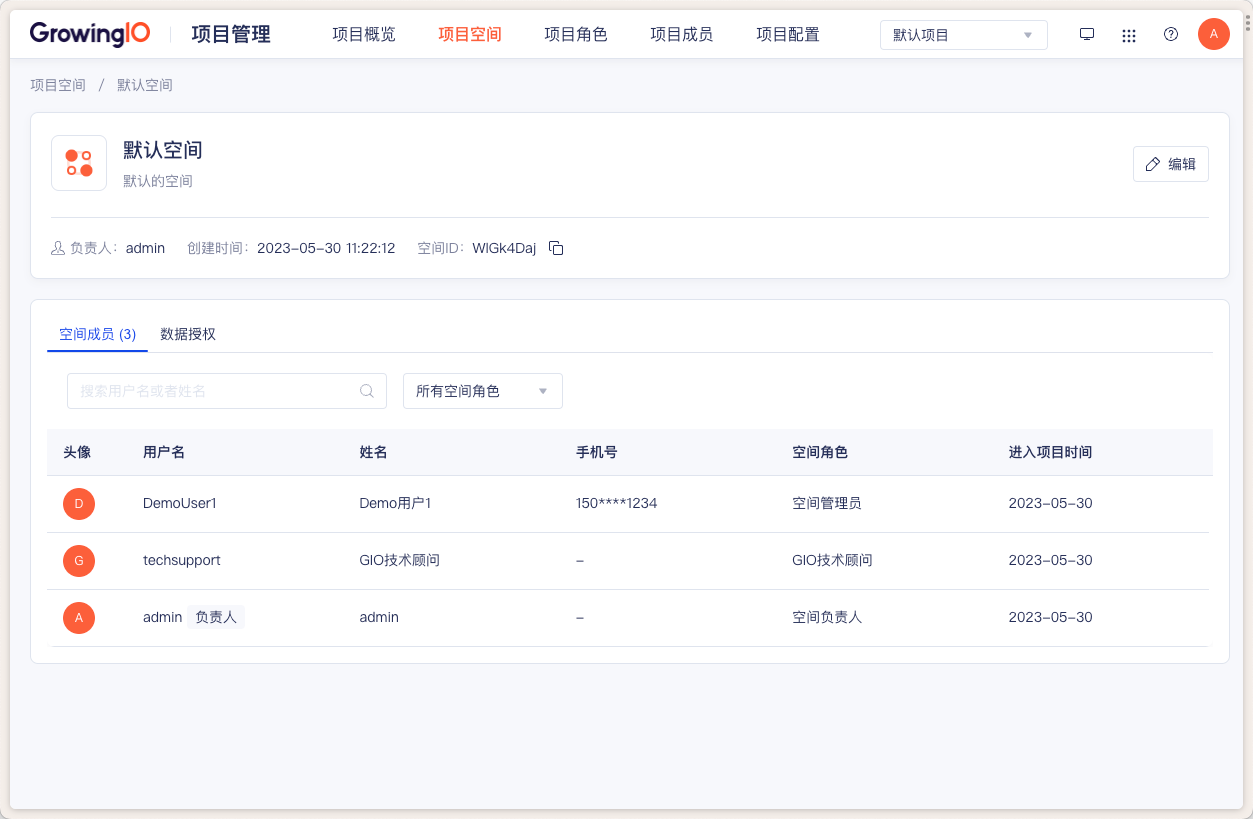 GrowingIO 项目管理 项目概览 项目空间 项目角色 项目成员 项目配置 默认项目 A
项目空间 / 默认空间
默认空间
默认的空间
编辑
负责人: admin 创建时间: 2023-05-30 11:22:12 空间ID: WlGk4Daj
空间成员 (3) 数据授权
搜索用户名或者姓名 所有空间角色
头像 用户名 姓名 手机号 空间角色 进入项目时间
D DemoUser1 Demo用户1 150****1234 空间管理员 2023-05-30
G techsupport GIO技术顾问 - GIO技术顾问 2023-05-30
A admin 负责人 admin - 空间负责人 2023-05-30